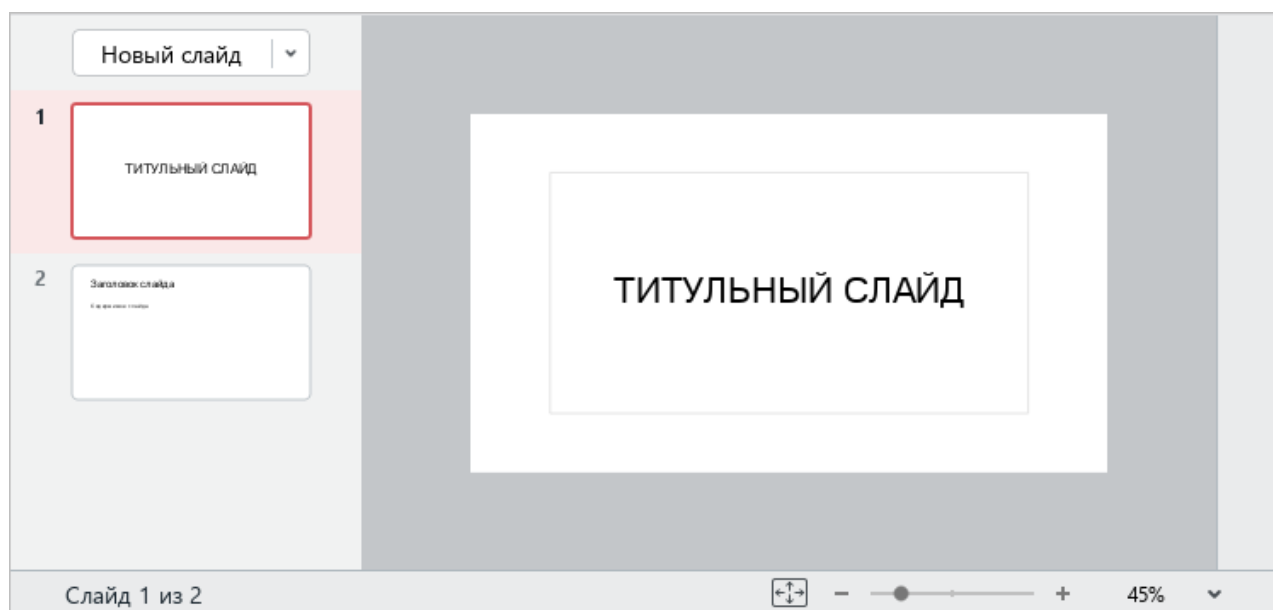 Новый слайд
1
ТИТУЛЬНЫЙ СЛАЙД
2
Заголовок слайда
ТИТУЛЬНЫЙ СЛАЙД
Слайд 1 из 2
45%